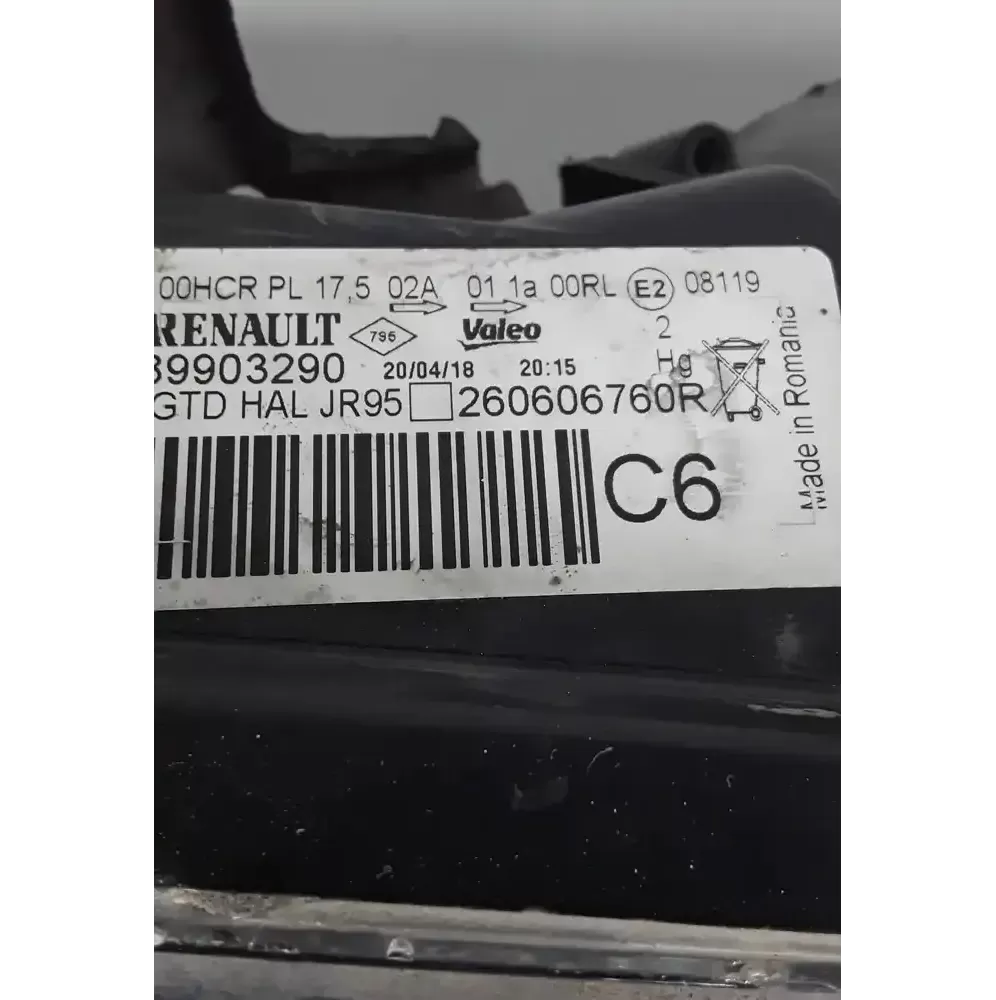 00HCR PL 17,5 02A 01 1a 00RL E2 08119
RENAULT 795 Valeo 2
89903290 20/04/18 20:15 Hg
GTD HAL JR95 260606760R
C6
Made in Romania